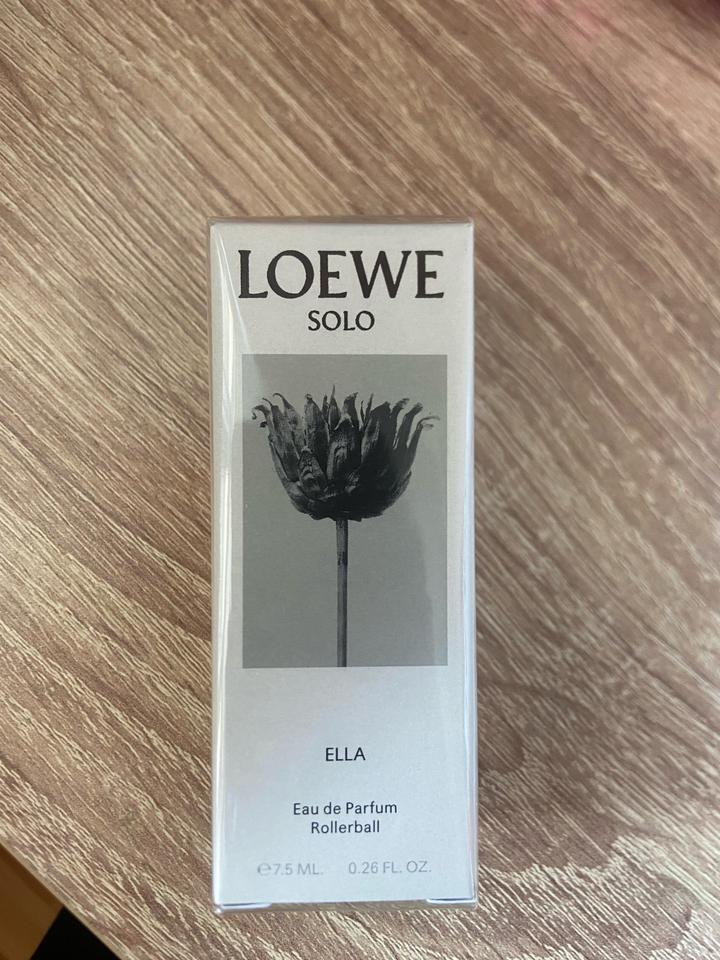 LOEWE
SOLO
ELLA
Eau de Parfum
Rollerball
℮7.5 ML. 0.26 FL. OZ.